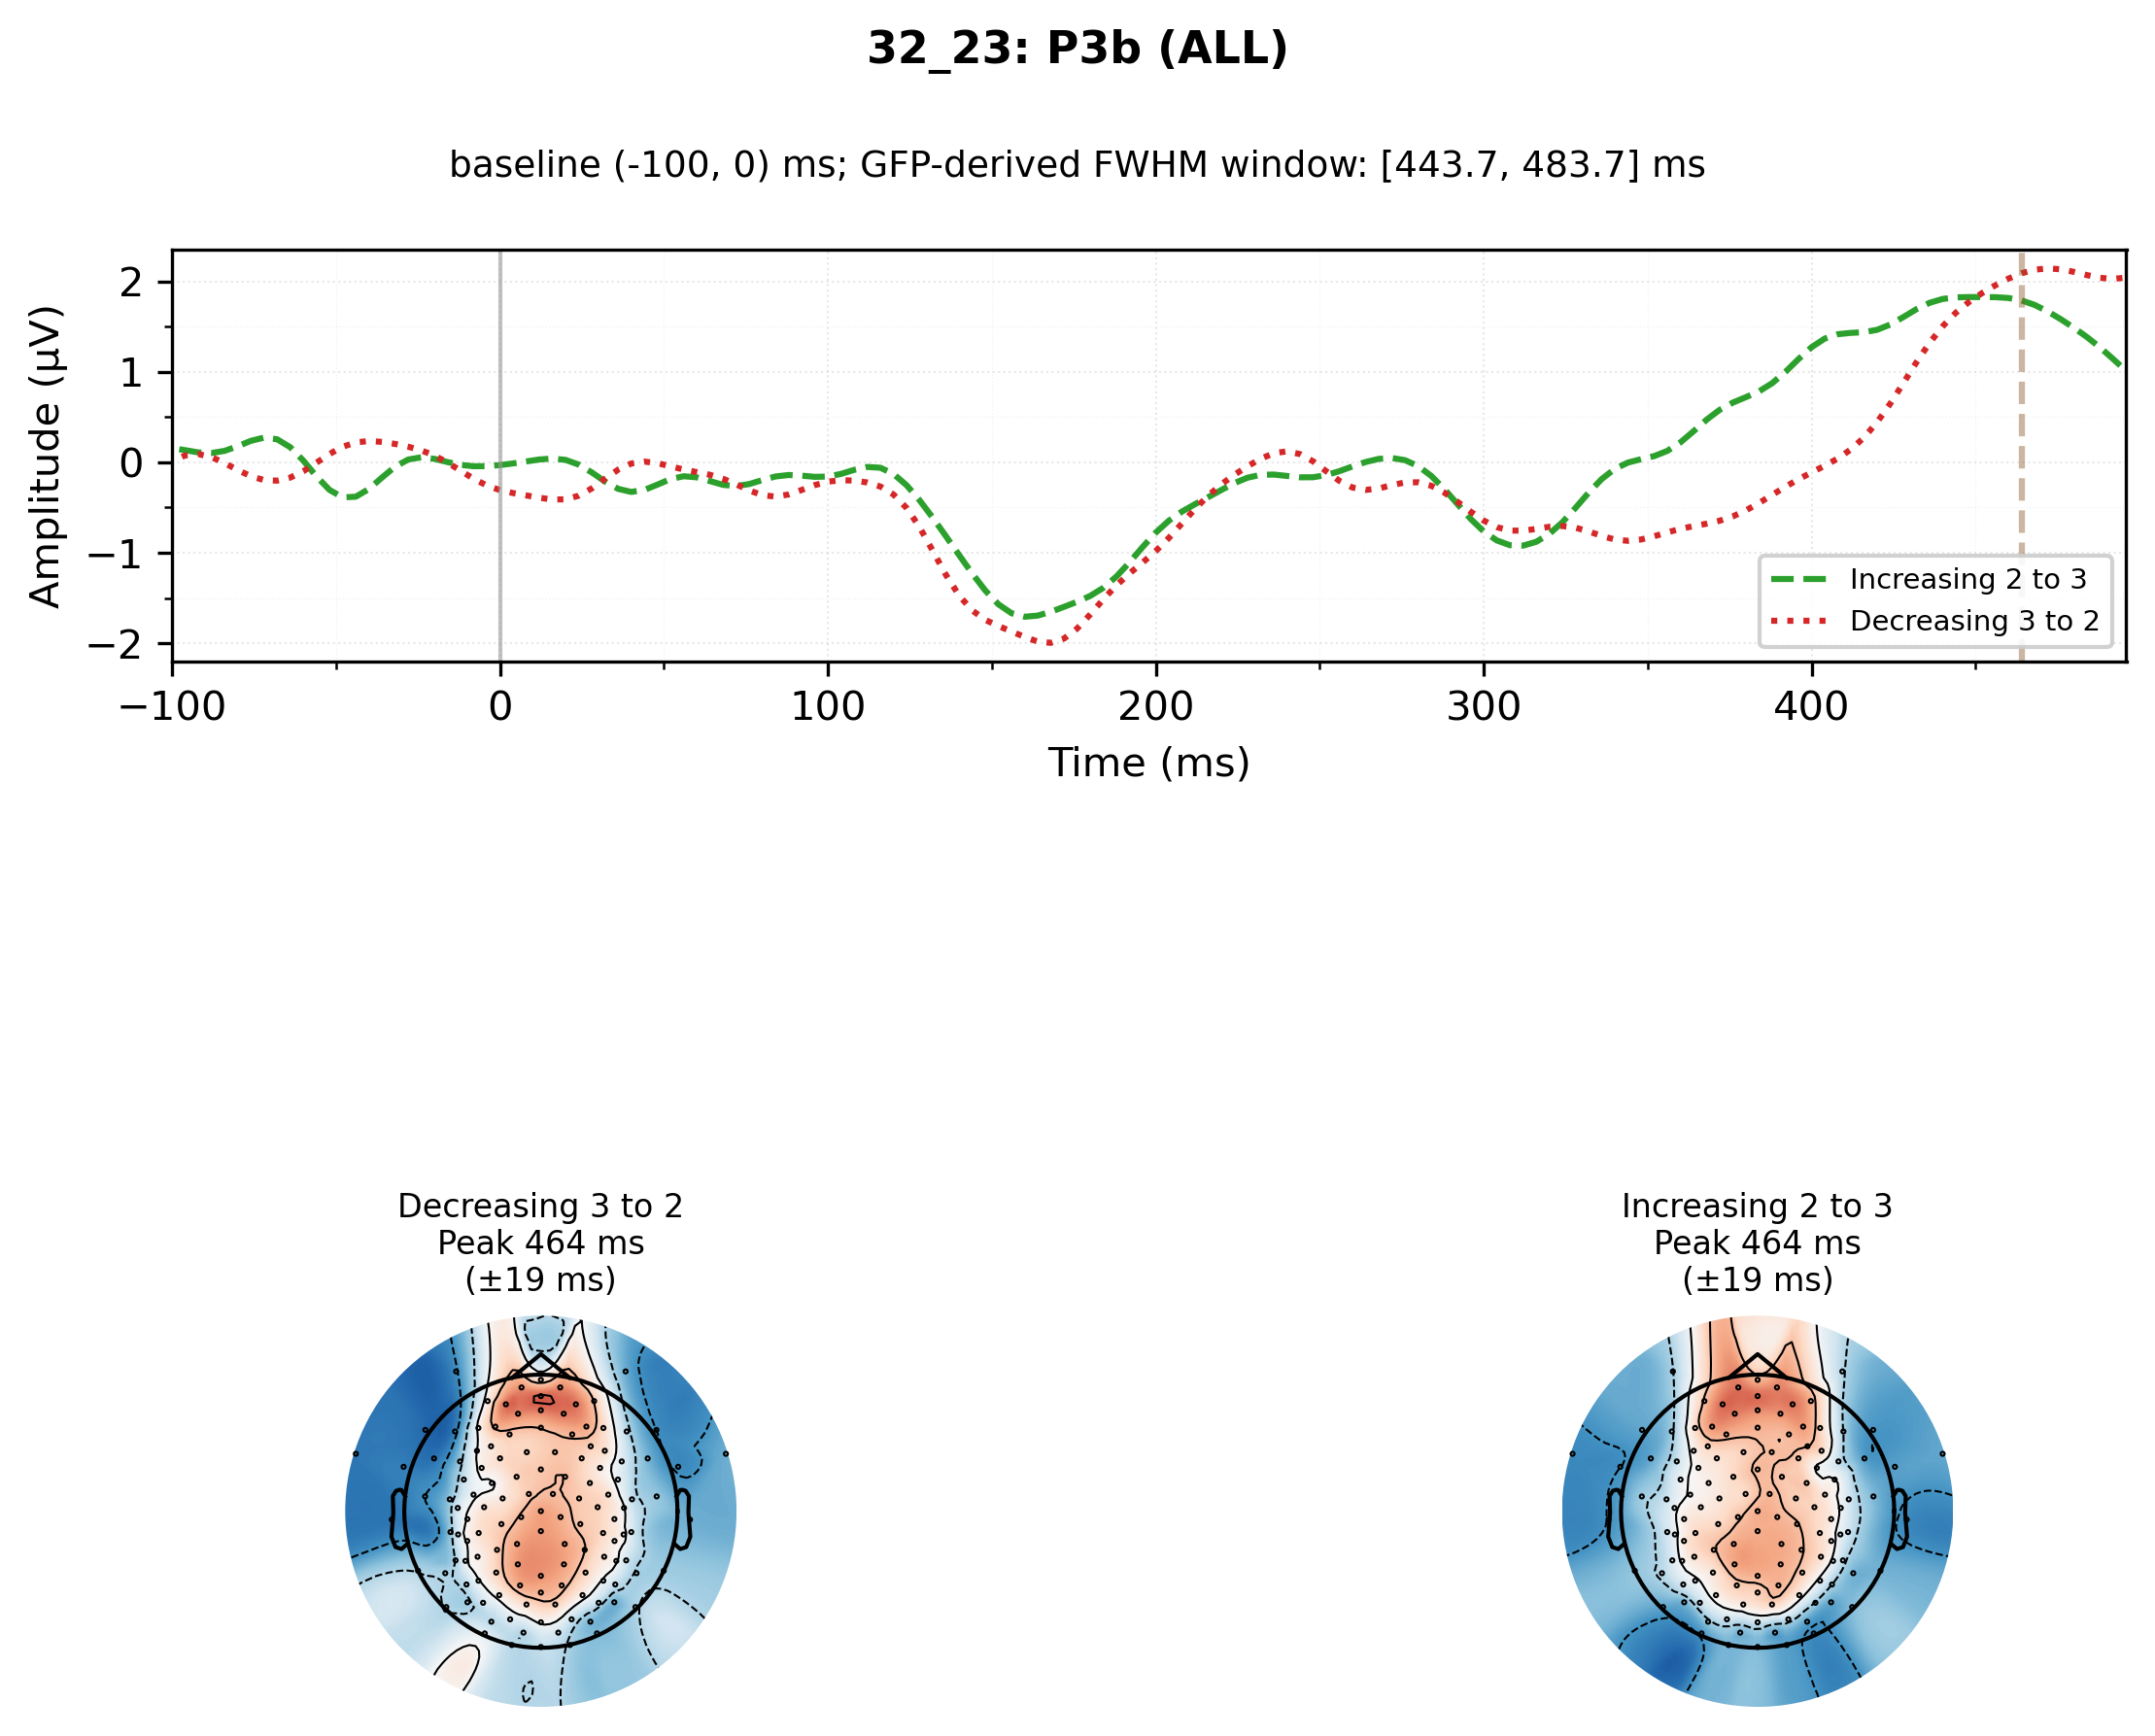 32_23: P3b (ALL)
baseline (-100, 0) ms; GFP-derived FWHM window: [443.7, 483.7] ms
Amplitude (µV)
2
1
0
−1
−2
Increasing 2 to 3
Decreasing 3 to 2
−100
0
100
200
300
400
Time (ms)
Decreasing 3 to 2
Peak 464 ms
(±19 ms)
Increasing 2 to 3
Peak 464 ms
(±19 ms)